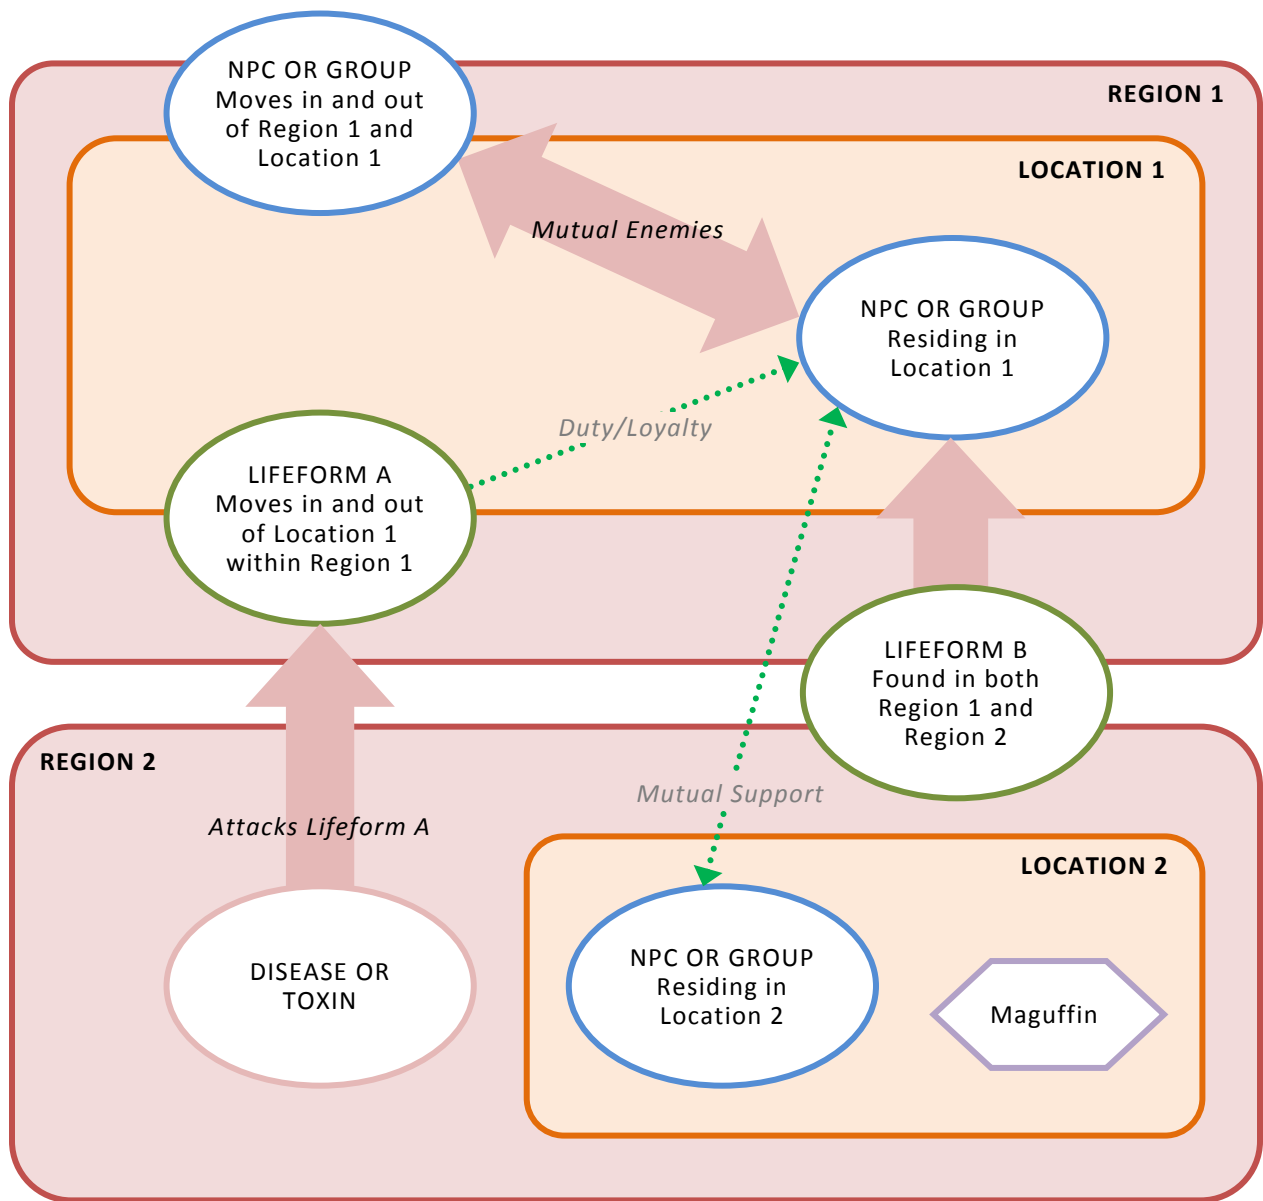 NPC OR GROUP
Moves in and out
of Region 1 and
Location 1
REGION 1
LOCATION 1
Mutual Enemies
NPC OR GROUP
Residing in
Location 1
Duty/Loyalty
LIFEFORM A
Moves in and out
of Location 1
within Region 1
LIFEFORM B
Found in both
Region 1 and
Region 2
REGION 2
Mutual Support
Attacks Lifeform A
LOCATION 2
DISEASE OR
TOXIN
NPC OR GROUP
Residing in
Location 2
Maguffin